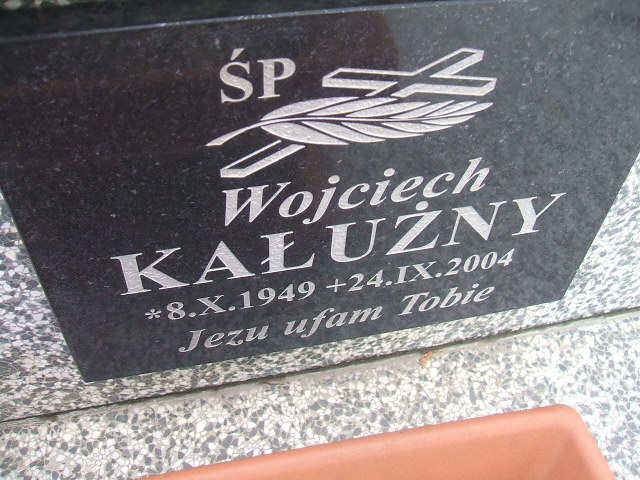 ŚP
Wojciech
KAŁUŻNY
*8.X.1949 +24.IX.2004
Jezu ufam Tobie